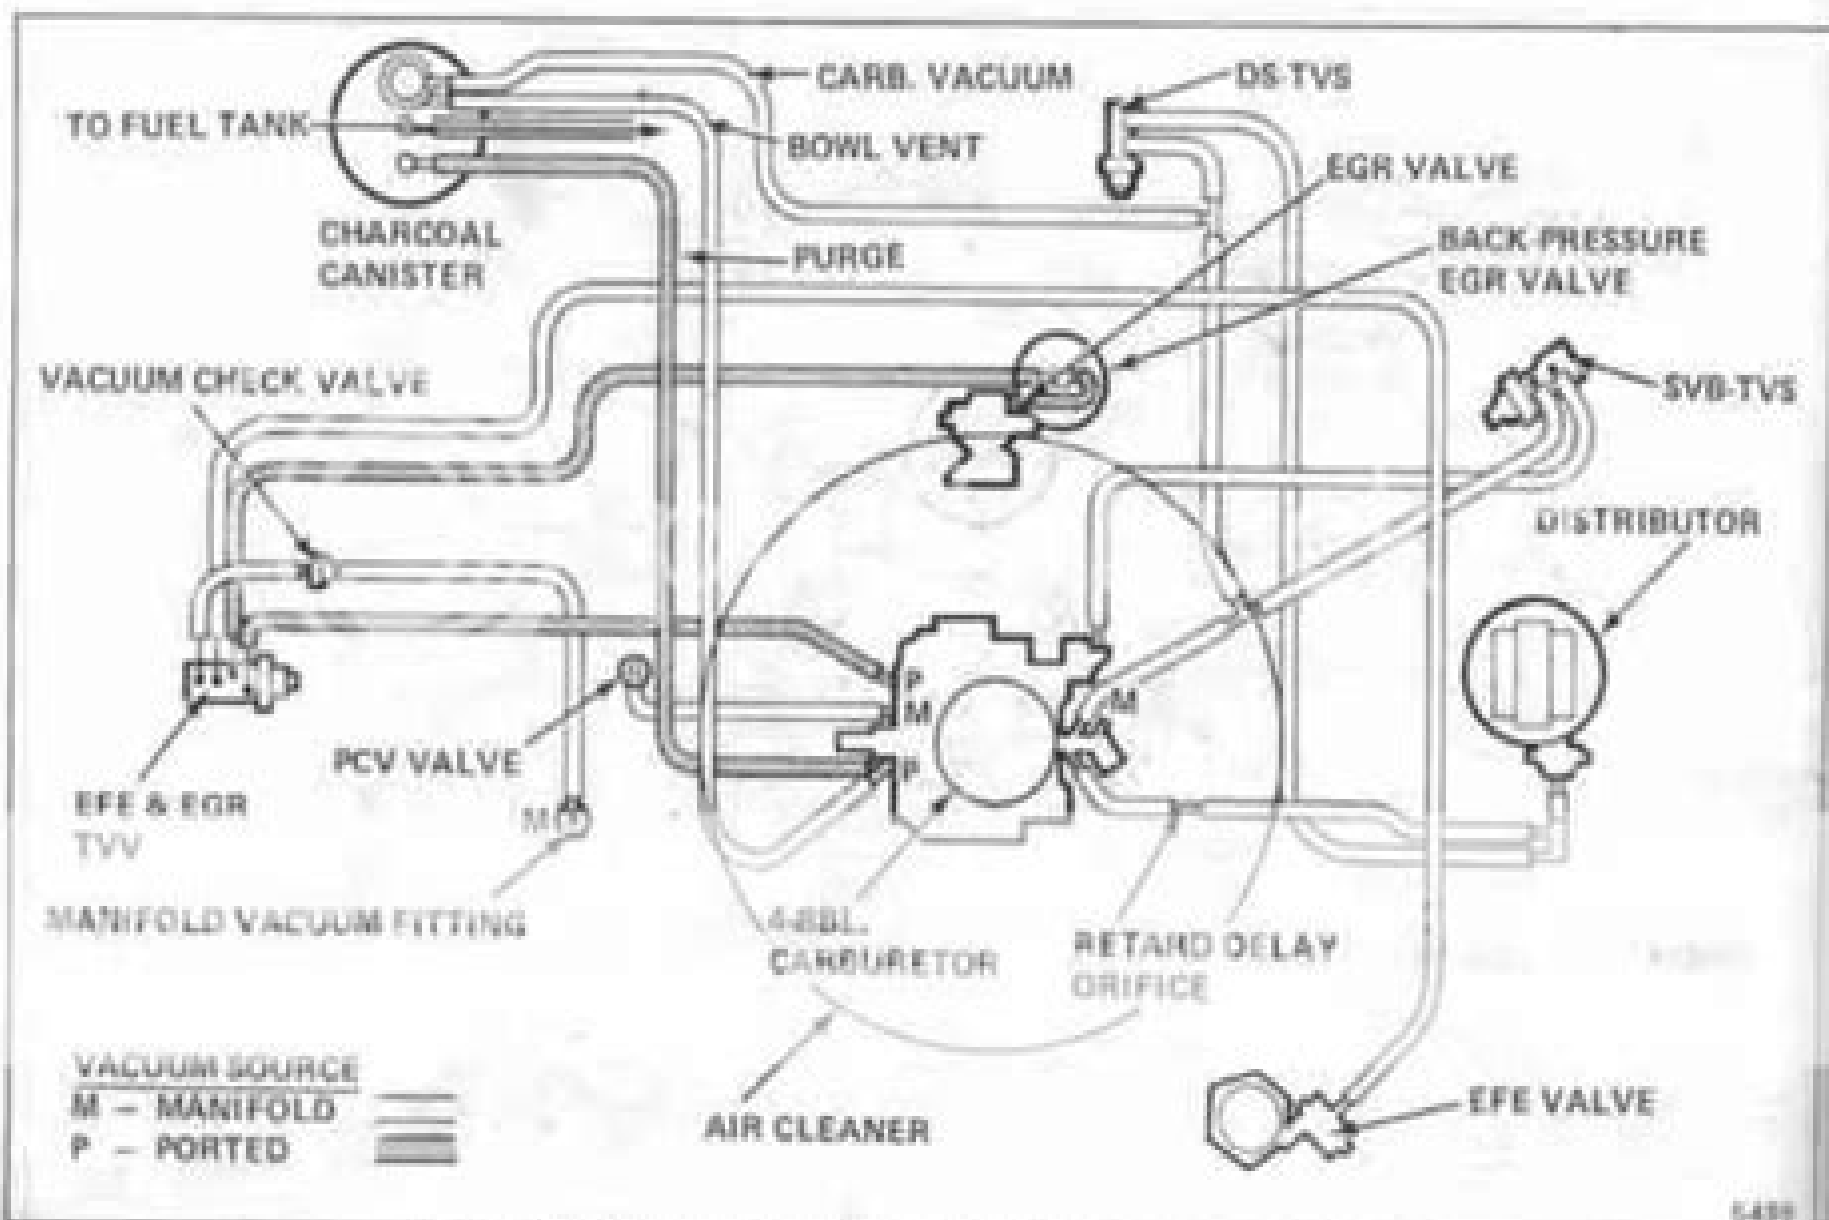 CARB. VACUUM
DS-TVS
TO FUEL TANK
BOWL VENT
EGR VALVE
CHARCOAL
CANISTER
PURGE
BACK-PRESSURE
EGR VALVE
VACUUM CHECK VALVE
SVB-TVS
DISTRIBUTOR
P
M
M
PCV VALVE
P
EFE & EGR
TVV
M
MANIFOLD VACUUM FITTING
4-BBL.
CARBURETOR
RETARD DELAY
ORIFICE
VACUUM SOURCE
M - MANIFOLD
P - PORTED
AIR CLEANER
EFE VALVE